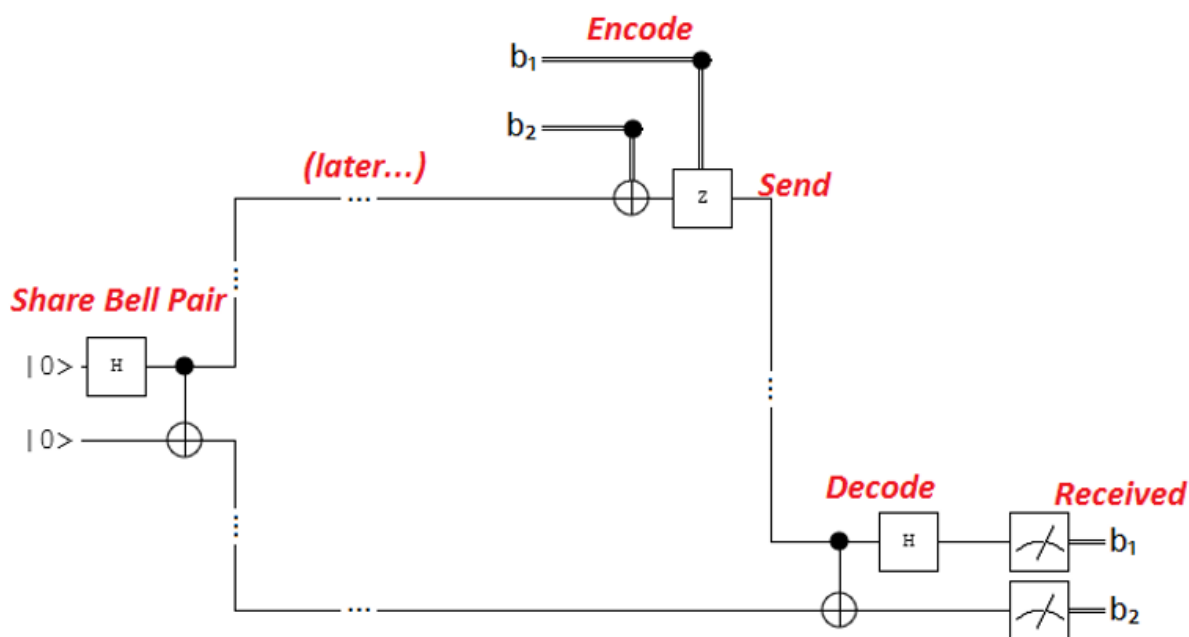 Encode
b₁
b₂
(later...)
Z
Send
...
Share Bell Pair
|0>
H
|0>
Decode
Received
H
b₁
b₂